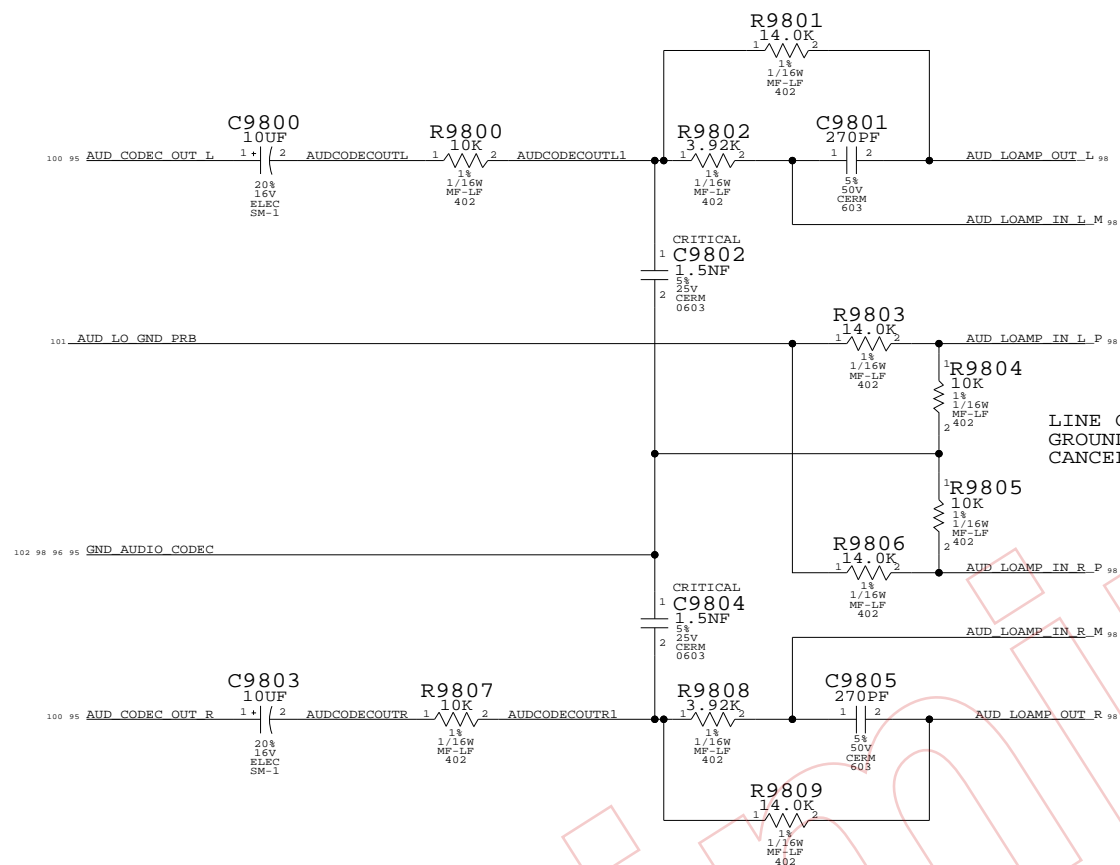 R9801
14.0K
1 2
1%
1/16W
MF-LF
402
C9800
10UF
1 + 2
20%
16V
ELEC
SM-1
R9800
10K
1 2
1%
1/16W
MF-LF
402
R9802
3.92K
1 2
1%
1/16W
MF-LF
402
C9801
270PF
1 2
5%
50V
CERM
603
100 95 AUD_CODEC_OUT_L
AUDCODECOUTL
AUDCODECOUTL1
AUD_LOAMP_OUT_L 98
AUD_LOAMP_IN_L_M 98
CRITICAL
1 C9802
1.5NF
5%
25V
2 CERM
0603
101 AUD_LO_GND_PRB
R9803
14.0K
1 2
1%
1/16W
MF-LF
402
AUD_LOAMP_IN_L_P 98
1 R9804
10K
1%
1/16W
MF-LF
2 402
LINE
GROUN
CANCE
1 R9805
10K
1%
1/16W
MF-LF
2 402
102 98 96 95 GND_AUDIO_CODEC
R9806
14.0K
1 2
1%
1/16W
MF-LF
402
AUD_LOAMP_IN_R_P 98
CRITICAL
1 C9804
1.5NF
5%
25V
2 CERM
0603
AUD_LOAMP_IN_R_M 98
C9803
10UF
1 + 2
20%
16V
ELEC
SM-1
R9807
10K
1 2
1%
1/16W
MF-LF
402
R9808
3.92K
1 2
1%
1/16W
MF-LF
402
C9805
270PF
1 2
5%
50V
CERM
603
100 95 AUD_CODEC_OUT_R
AUDCODECOUTR
AUDCODECOUTR1
AUD_LOAMP_OUT_R 98
R9809
14.0K
1 2
1%
1/16W
MF-LF
402